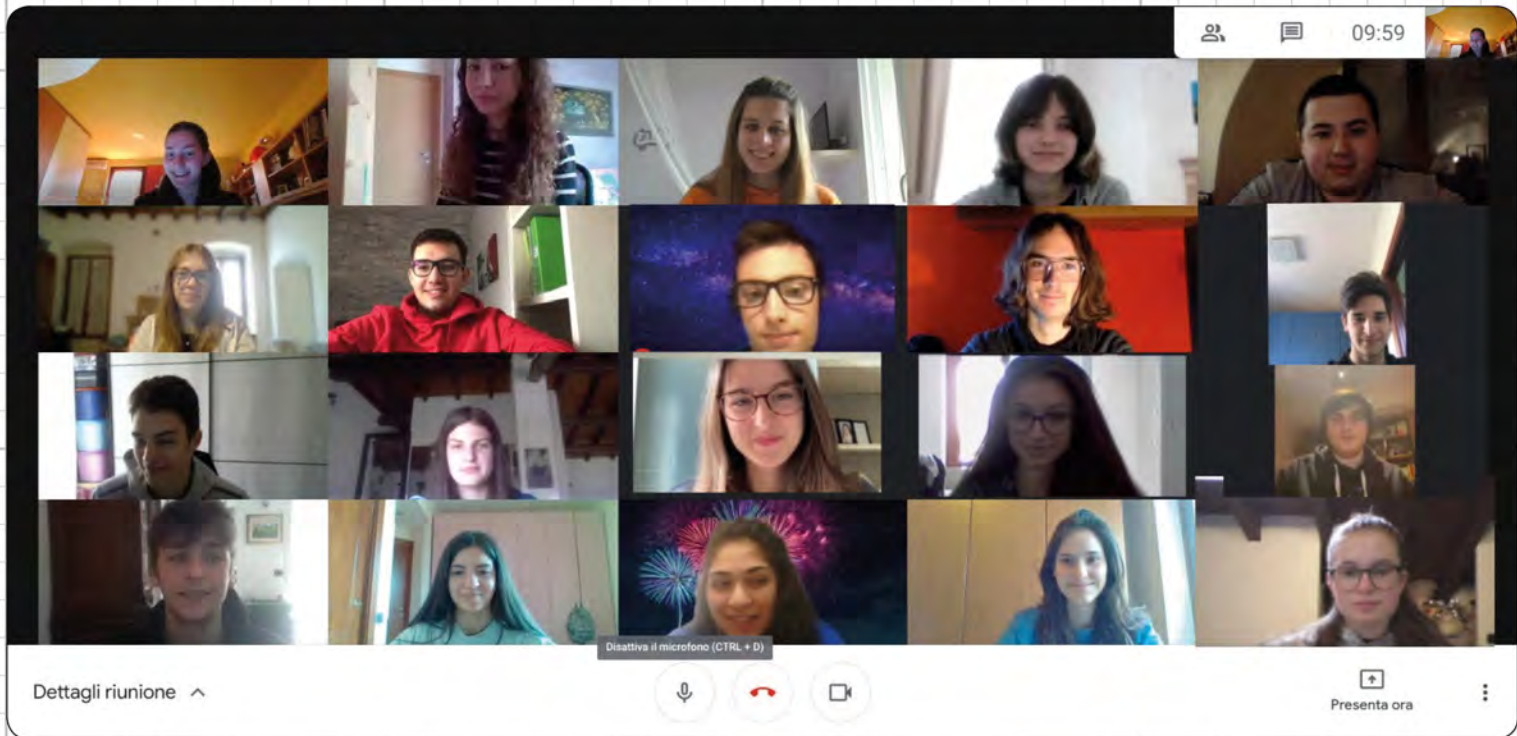 09:59
Disattiva il microfono (CTRL + D)
Dettagli riunione
Presenta ora